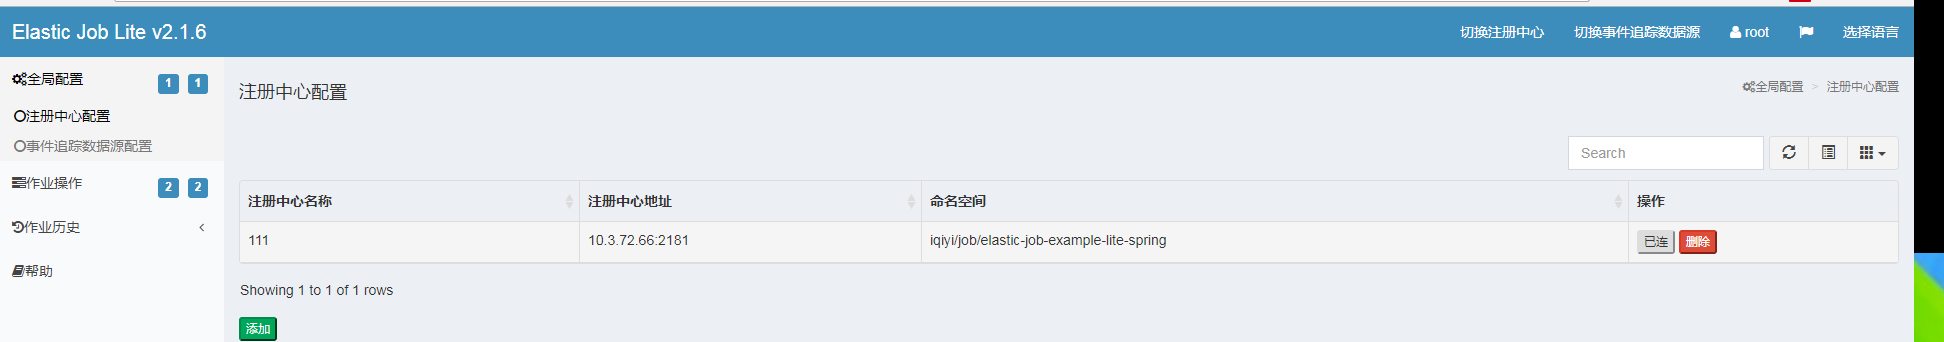 Elastic Job Lite v2.1.6 切换注册中心 切换事件追踪数据源 root 选择语言
全局配置 1 1
注册中心配置
事件追踪数据源配置
作业操作 2 2
作业历史
帮助
注册中心配置
全局配置 > 注册中心配置
Search
注册中心名称 注册中心地址 命名空间 操作
111 10.3.72.66:2181 iqiyi/job/elastic-job-example-lite-spring 已连 删除
Showing 1 to 1 of 1 rows
添加